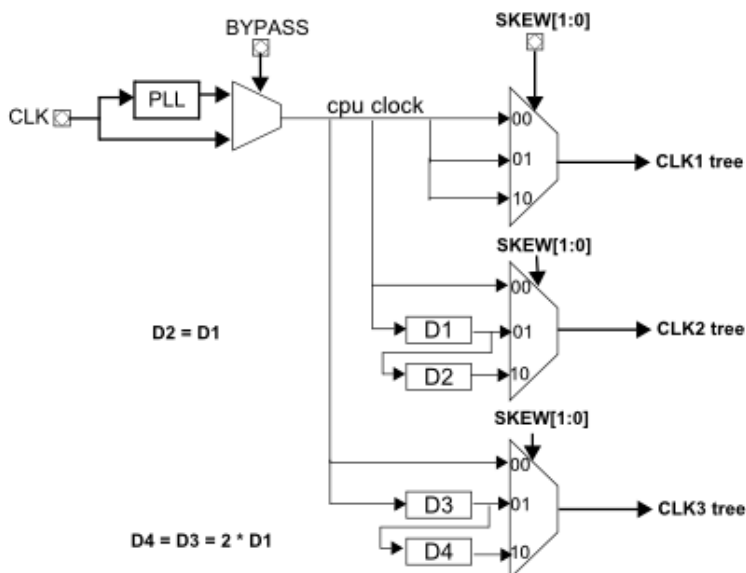 BYPASS
SKEW[1:0]
CLK
PLL
cpu clock
00
01
10
CLK1 tree
SKEW[1:0]
00
D2 = D1
D1
01
CLK2 tree
D2
10
SKEW[1:0]
00
D3
01
CLK3 tree
D4 = D3 = 2 * D1
D4
10